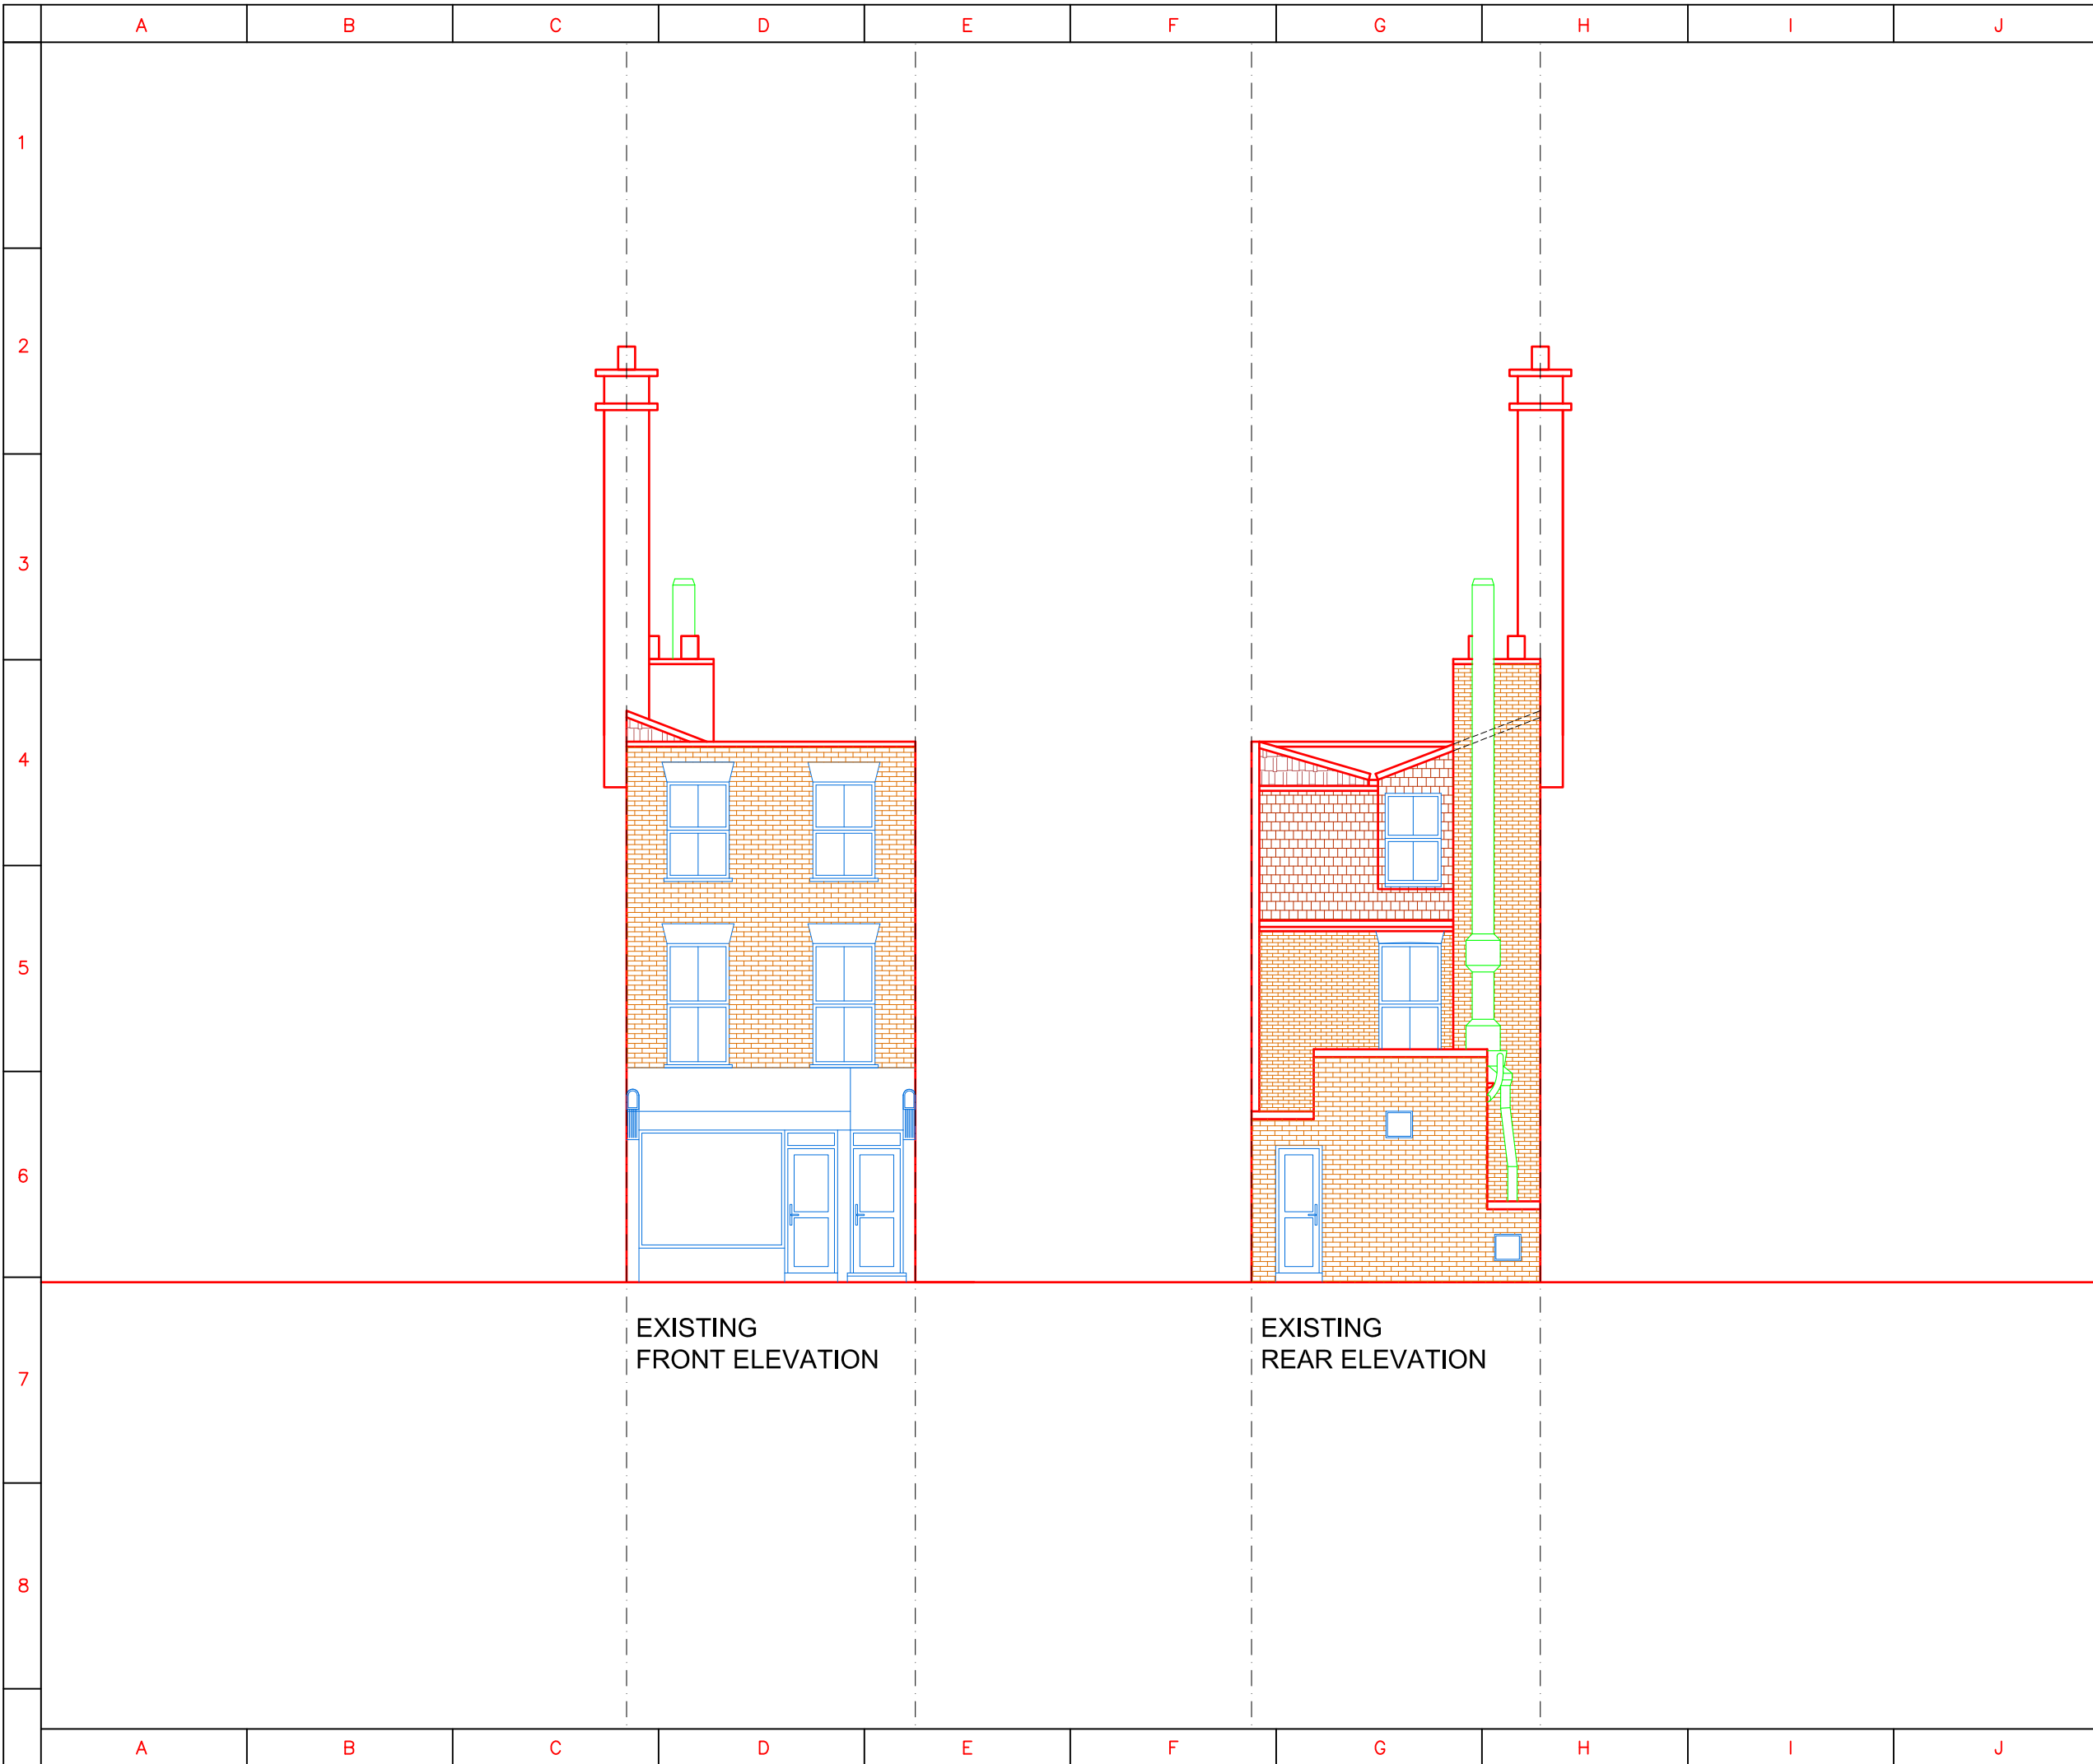 A B C D E F G H I J
1
2
3
4
5
6
EXISTING
FRONT ELEVATION
EXISTING
REAR ELEVATION
7
8
A B C D E F G H I J